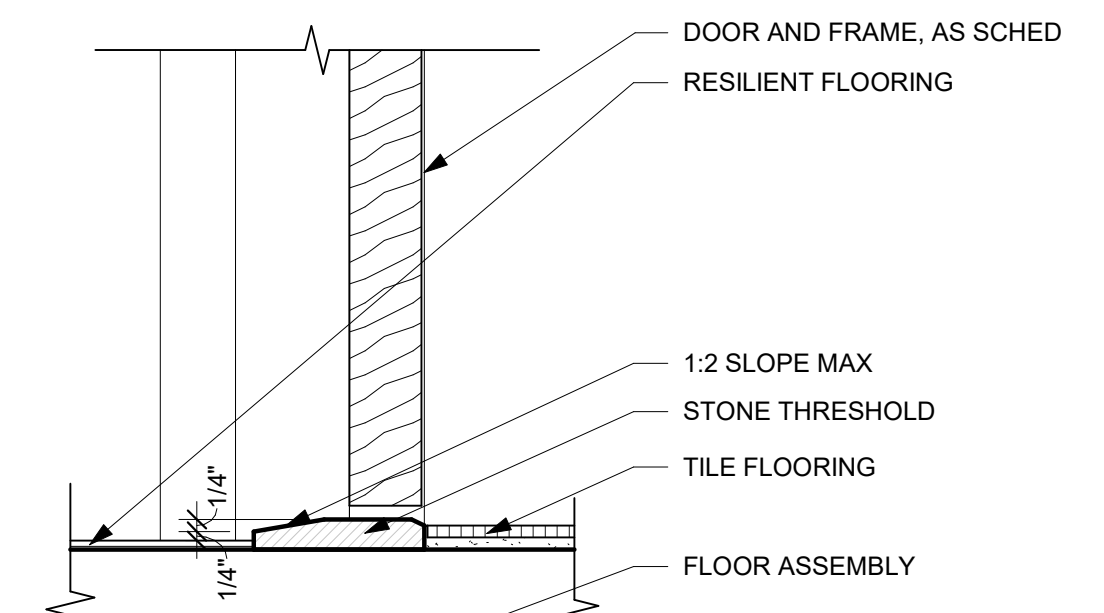 DOOR AND FRAME, AS SCHED
RESILIENT FLOORING
1:2 SLOPE MAX
STONE THRESHOLD
TILE FLOORING
1/4"
1/4"
FLOOR ASSEMBLY